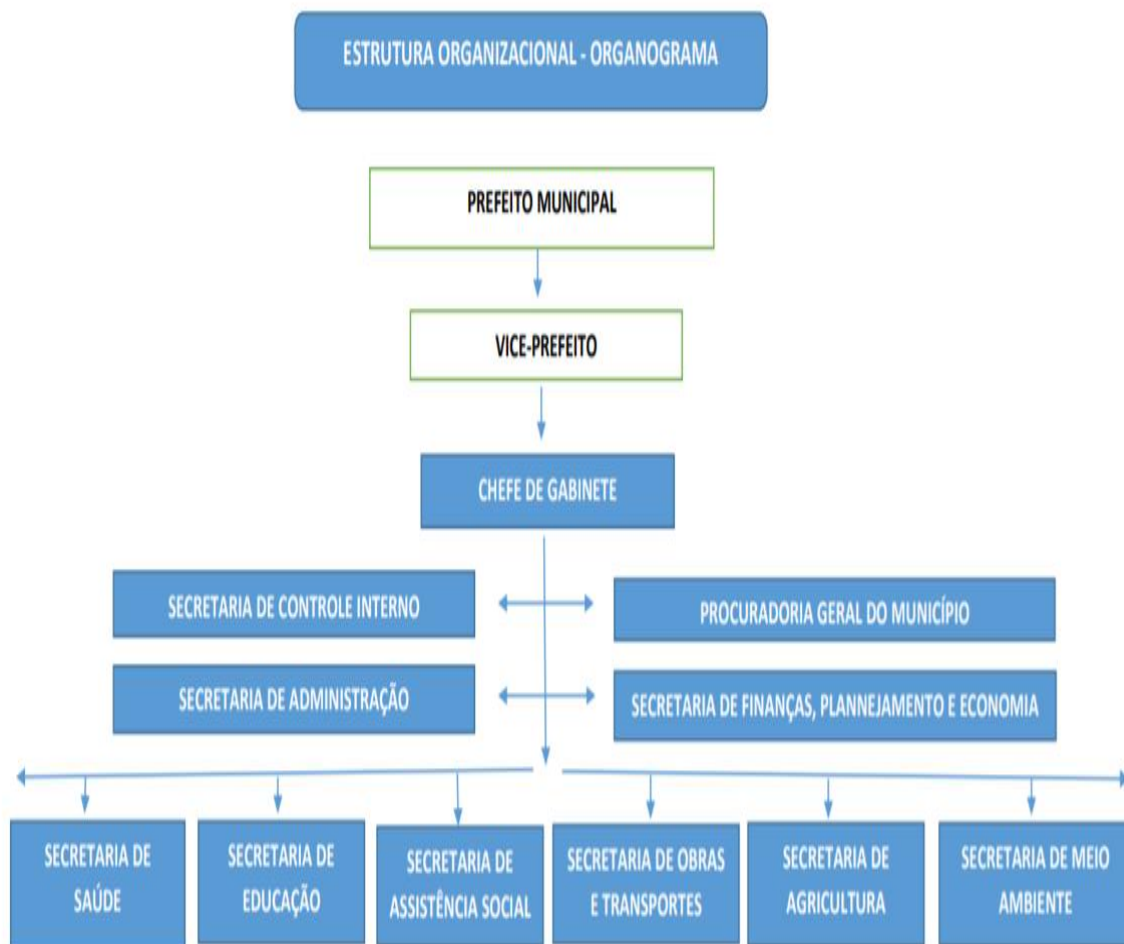 ESTRUTURA ORGANIZACIONAL - ORGANOGRAMA
PREFEITO MUNICIPAL
VICE-PREFEITO
CHEFE DE GABINETE
SECRETARIA DE CONTROLE INTERNO
PROCURADORIA GERAL DO MUNICÍPIO
SECRETARIA DE ADMINISTRAÇÃO
SECRETARIA DE FINANÇAS, PLANNEJAMENTO E ECONOMIA
SECRETARIA DE
SAÚDE
SECRETARIA DE
EDUCAÇÃO
SECRETARIA DE
ASSISTÊNCIA SOCIAL
SECRETARIA DE OBRAS
E TRANSPORTES
SECRETARIA DE
AGRICULTURA
SECRETARIA DE MEIO
AMBIENTE